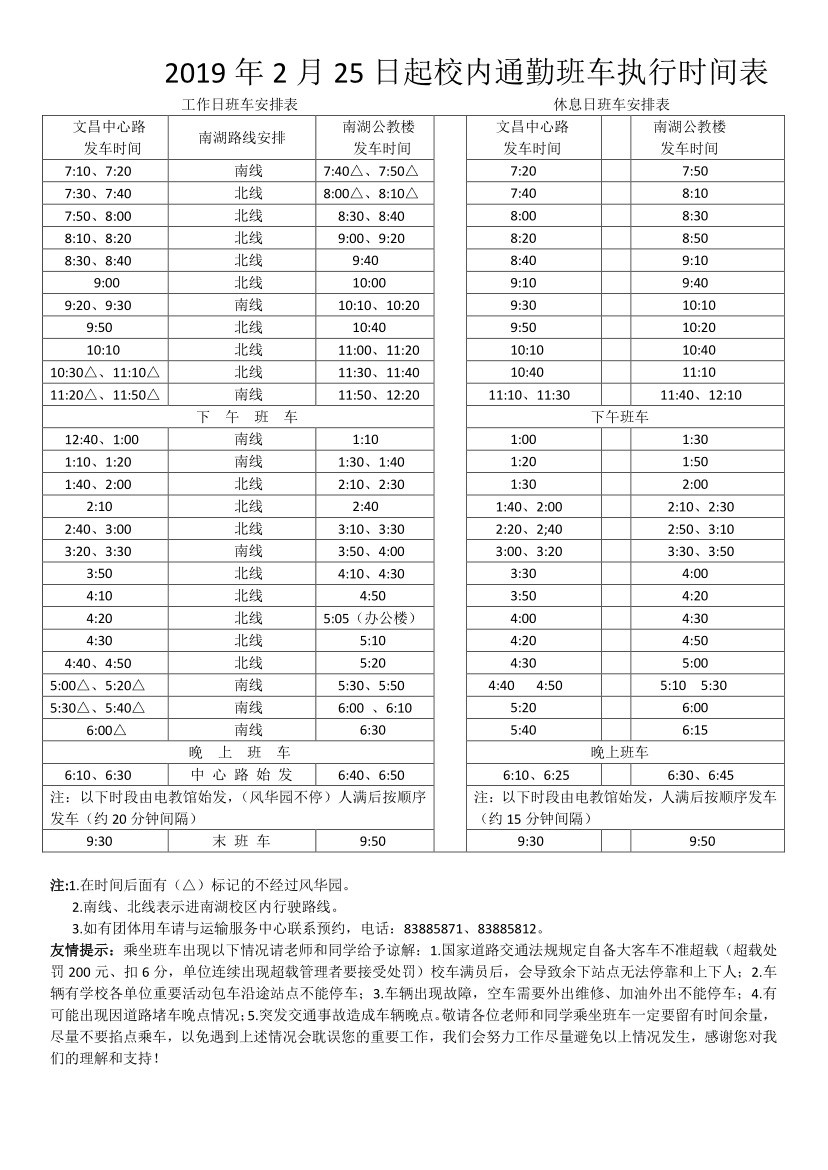 2019 年 2 月 25 日起校内通勤班车执行时间表
工作日班车安排表 休息日班车安排表
文昌中心路 南湖公教楼 文昌中心路 南湖公教楼
南湖路线安排
发车时间 发车时间 发车时间 发车时间
7:10、7:20 南线 7:40△、7:50△ 7:20 7:50
7:30、7:40 北线 8:00△、8:10△ 7:40 8:10
7:50、8:00 北线 8:30、8:40 8:00 8:30
8:10、8:20 北线 9:00、9:20 8:20 8:50
8:30、8:40 北线 9:40 8:40 9:10
9:00 北线 10:00 9:10 9:40
9:20、9:30 南线 10:10、10:20 9:30 10:10
9:50 北线 10:40 9:50 10:20
10:10 北线 11:00、11:20 10:10 10:40
10:30△、11:10△ 北线 11:30、11:40 10:40 11:10
11:20△、11:50△ 南线 11:50、12:20 11:10、11:30 11:40、12:10
下 午 班 车 下午班车
12:40、1:00 南线 1:10 1:00 1:30
1:10、1:20 南线 1:30、1:40 1:20 1:50
1:40、2:00 北线 2:10、2:30 1:30 2:00
2:10 北线 2:40 1:40、2:00 2:10、2:30
2:40、3:00 北线 3:10、3:30 2:20、2;40 2:50、3:10
3:20、3:30 南线 3:50、4:00 3:00、3:20 3:30、3:50
3:50 北线 4:10、4:30 3:30 4:00
4:10 北线 4:50 3:50 4:20
4:20 北线 5:05（办公楼） 4:00 4:30
4:30 北线 5:10 4:20 4:50
4:40、4:50 北线 5:20 4:30 5:00
5:00△、5:20△ 南线 5:30、5:50 4:40 4:50 5:10 5:30
5:30△、5:40△ 南线 6:00 、6:10 5:20 6:00
6:00△ 南线 6:30 5:40 6:15
晚 上 班 车 晚上班车
6:10、6:30 中 心 路 始 发 6:40、6:50 6:10、6:25 6:30、6:45
注：以下时段由电教馆始发，（风华园不停）人满后按顺序 注：以下时段由电教馆始发，人满后按顺序发车
发车（约 20 分钟间隔） （约 15 分钟间隔）
9:30 末 班 车 9:50 9:30 9:50
注:1.在时间后面有（△）标记的不经过风华园。
2.南线、北线表示进南湖校区内行驶路线。
3.如有团体用车请与运输服务中心联系预约，电话：83885871、83885812。
友情提示：乘坐班车出现以下情况请老师和同学给予谅解：1.国家道路交通法规规定自备大客车不准超载（超载处
罚 200 元、扣 6 分，单位连续出现超载管理者要接受处罚）校车满员后，会导致余下站点无法停靠和上下人；2.车
辆有学校各单位重要活动包车沿途站点不能停车；3.车辆出现故障，空车需要外出维修、加油外出不能停车；4.有
可能出现因道路堵车晚点情况；5.突发交通事故造成车辆晚点。敬请各位老师和同学乘坐班车一定要留有时间余量，
尽量不要掐点乘车，以免遇到上述情况会耽误您的重要工作，我们会努力工作尽量避免以上情况发生，感谢您对我
们的理解和支持！